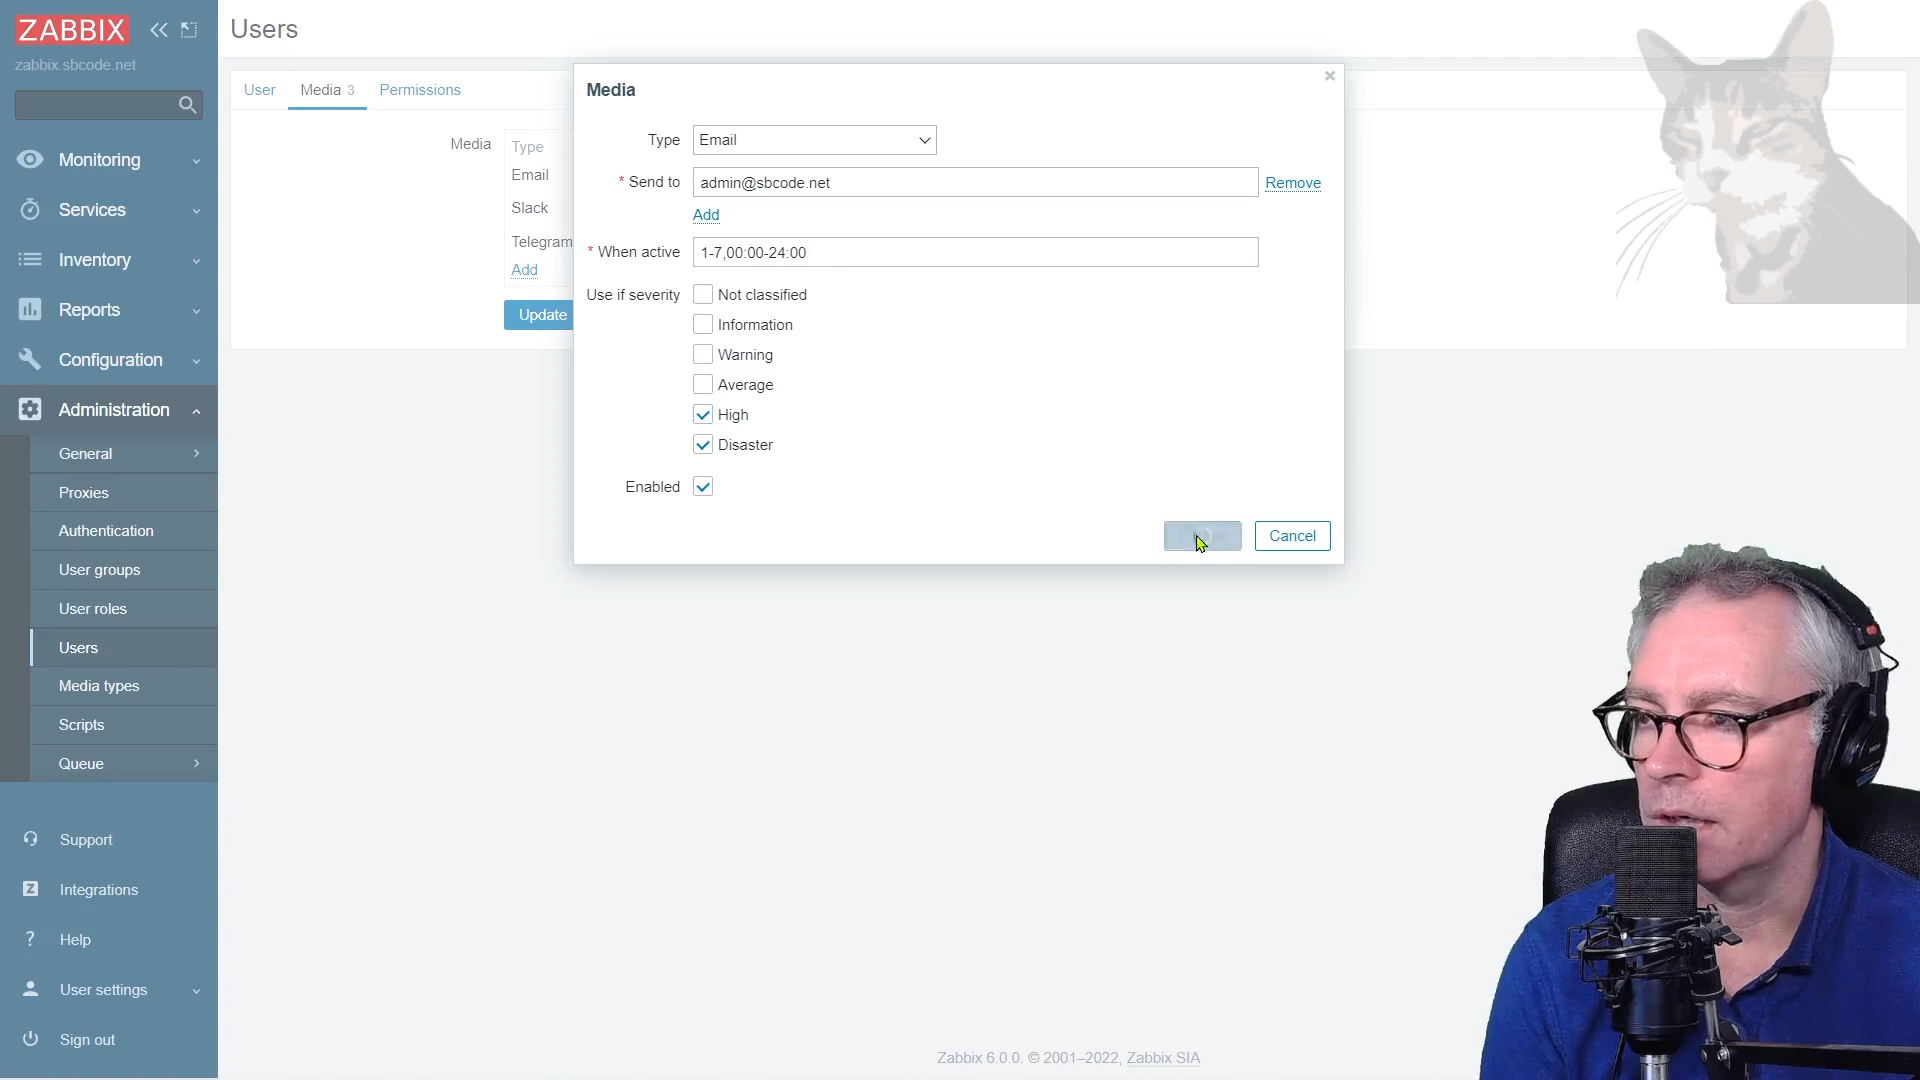 ZABBIX
zabbix.sbcode.net
Monitoring
Services
Inventory
Reports
Configuration
Administration
General
Proxies
Authentication
User groups
User roles
Users
Media types
Scripts
Queue
Support
Integrations
Help
User settings
Sign out
Users
User Media 3 Permissions
Media
Type
Email
Slack
Telegram
Add
Update
Media
Type Email
* Send to admin@sbcode.net Remove
Add
* When active 1-7,00:00-24:00
Use if severity Not classified
Information
Warning
Average
High
Disaster
Enabled
Cancel
Zabbix 6.0.0. © 2001–2022, Zabbix SIA